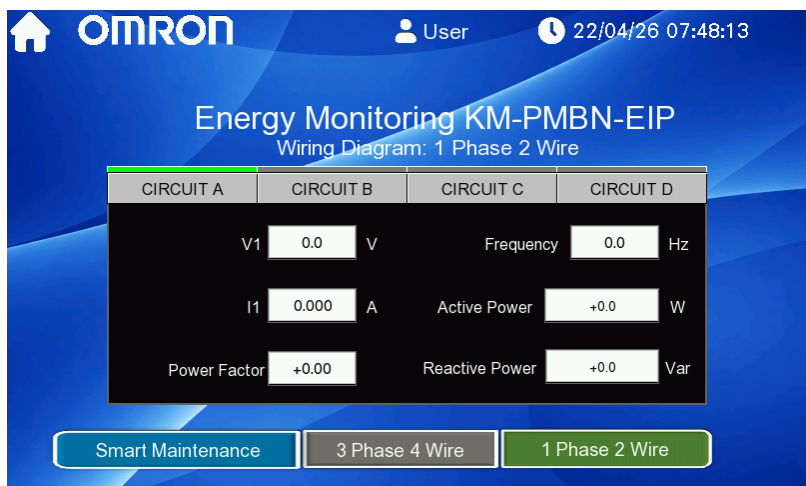 OMRON
User
22/04/26 07:48:13
Energy Monitoring KM-PMBN-EIP
Wiring Diagram: 1 Phase 2 Wire
CIRCUIT A CIRCUIT B CIRCUIT C CIRCUIT D
V1 0.0 V Frequency 0.0 Hz
I1 0.000 A Active Power +0.0 W
Power Factor +0.00 Reactive Power +0.0 Var
Smart Maintenance 3 Phase 4 Wire 1 Phase 2 Wire